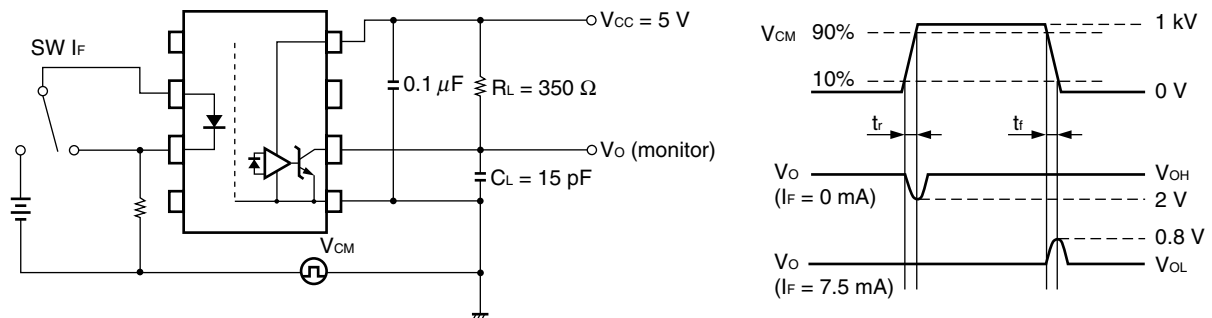 SW IF
VCC = 5 V
0.1 μF
RL = 350 Ω
VO (monitor)
CL = 15 pF
VCM
VCM
90%
10%
1 kV
0 V
tr
tf
VO
(IF = 0 mA)
VOH
2 V
0.8 V
VO
(IF = 7.5 mA)
VOL